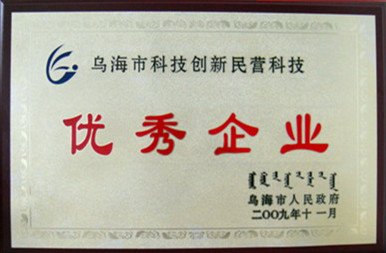 乌海市科技创新民营科技
优秀企业
乌海市人民政府
二〇〇九年十一月